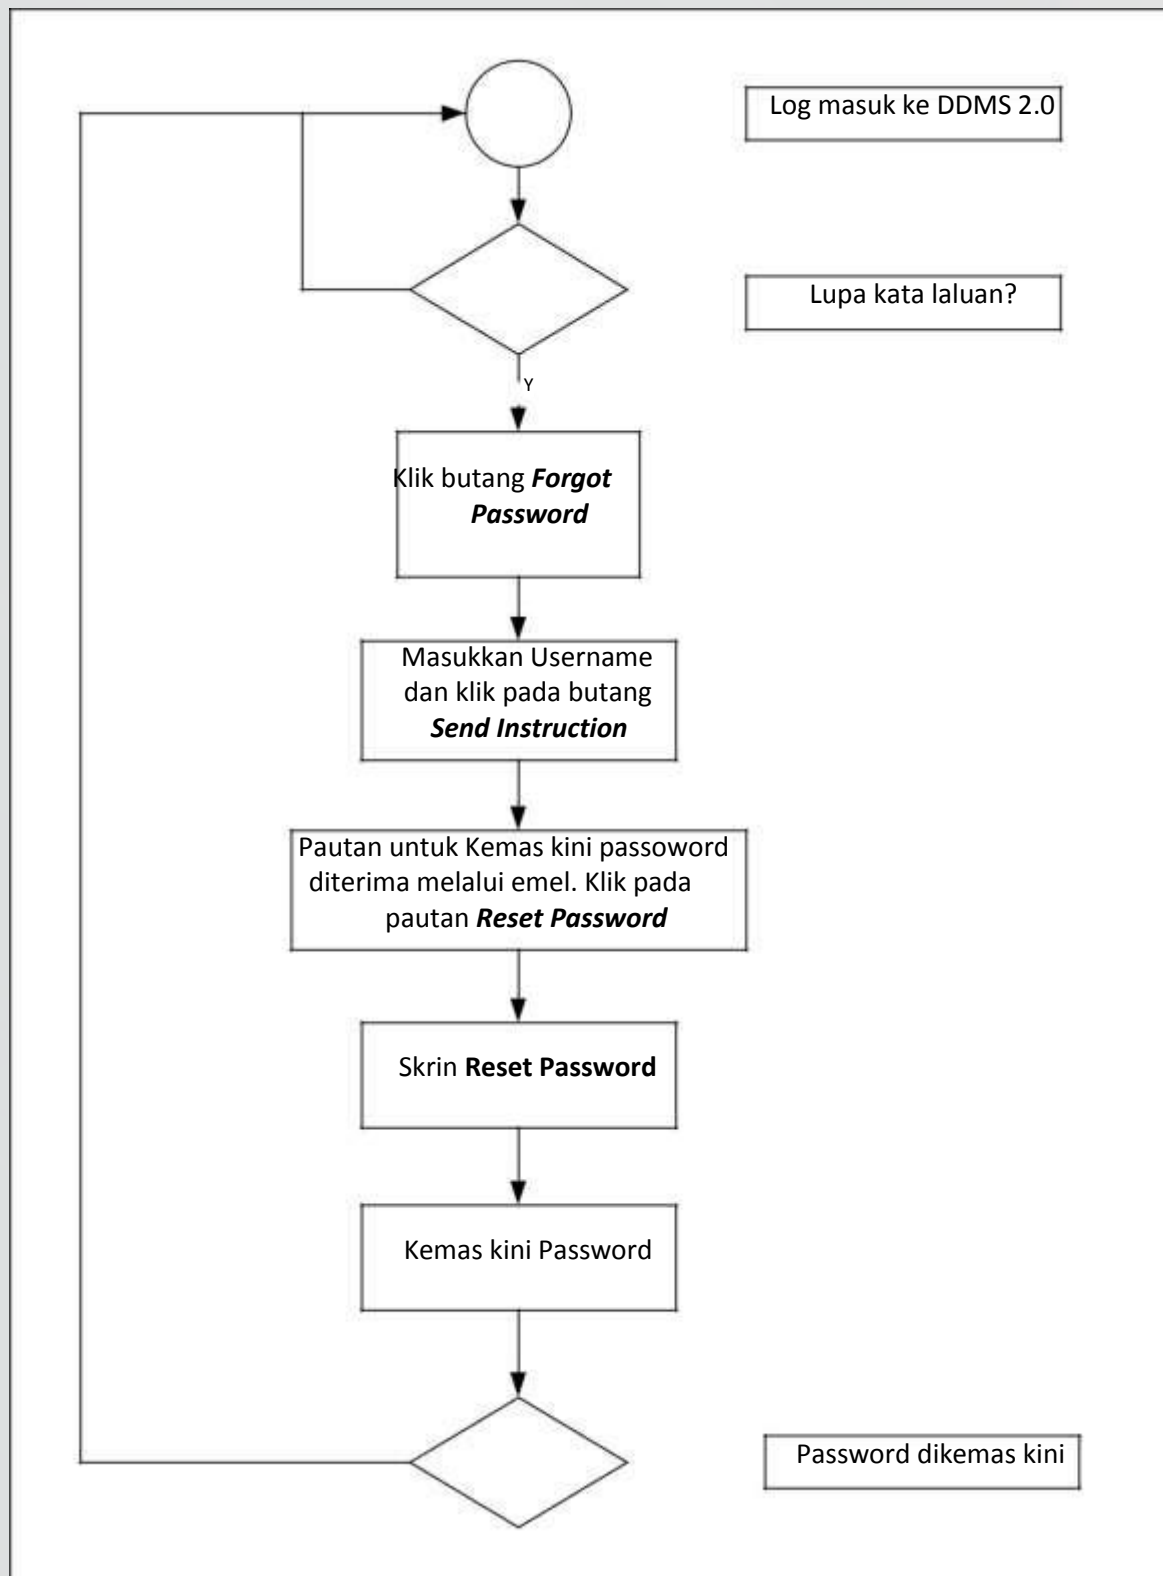 Log masuk ke DDMS 2.0
Lupa kata laluan?
Y
Klik butang Forgot
Password
Masukkan Username
dan klik pada butang
Send Instruction
Pautan untuk Kemas kini passoword
diterima melalui emel. Klik pada
pautan Reset Password
Skrin Reset Password
Kemas kini Password
Password dikemas kini